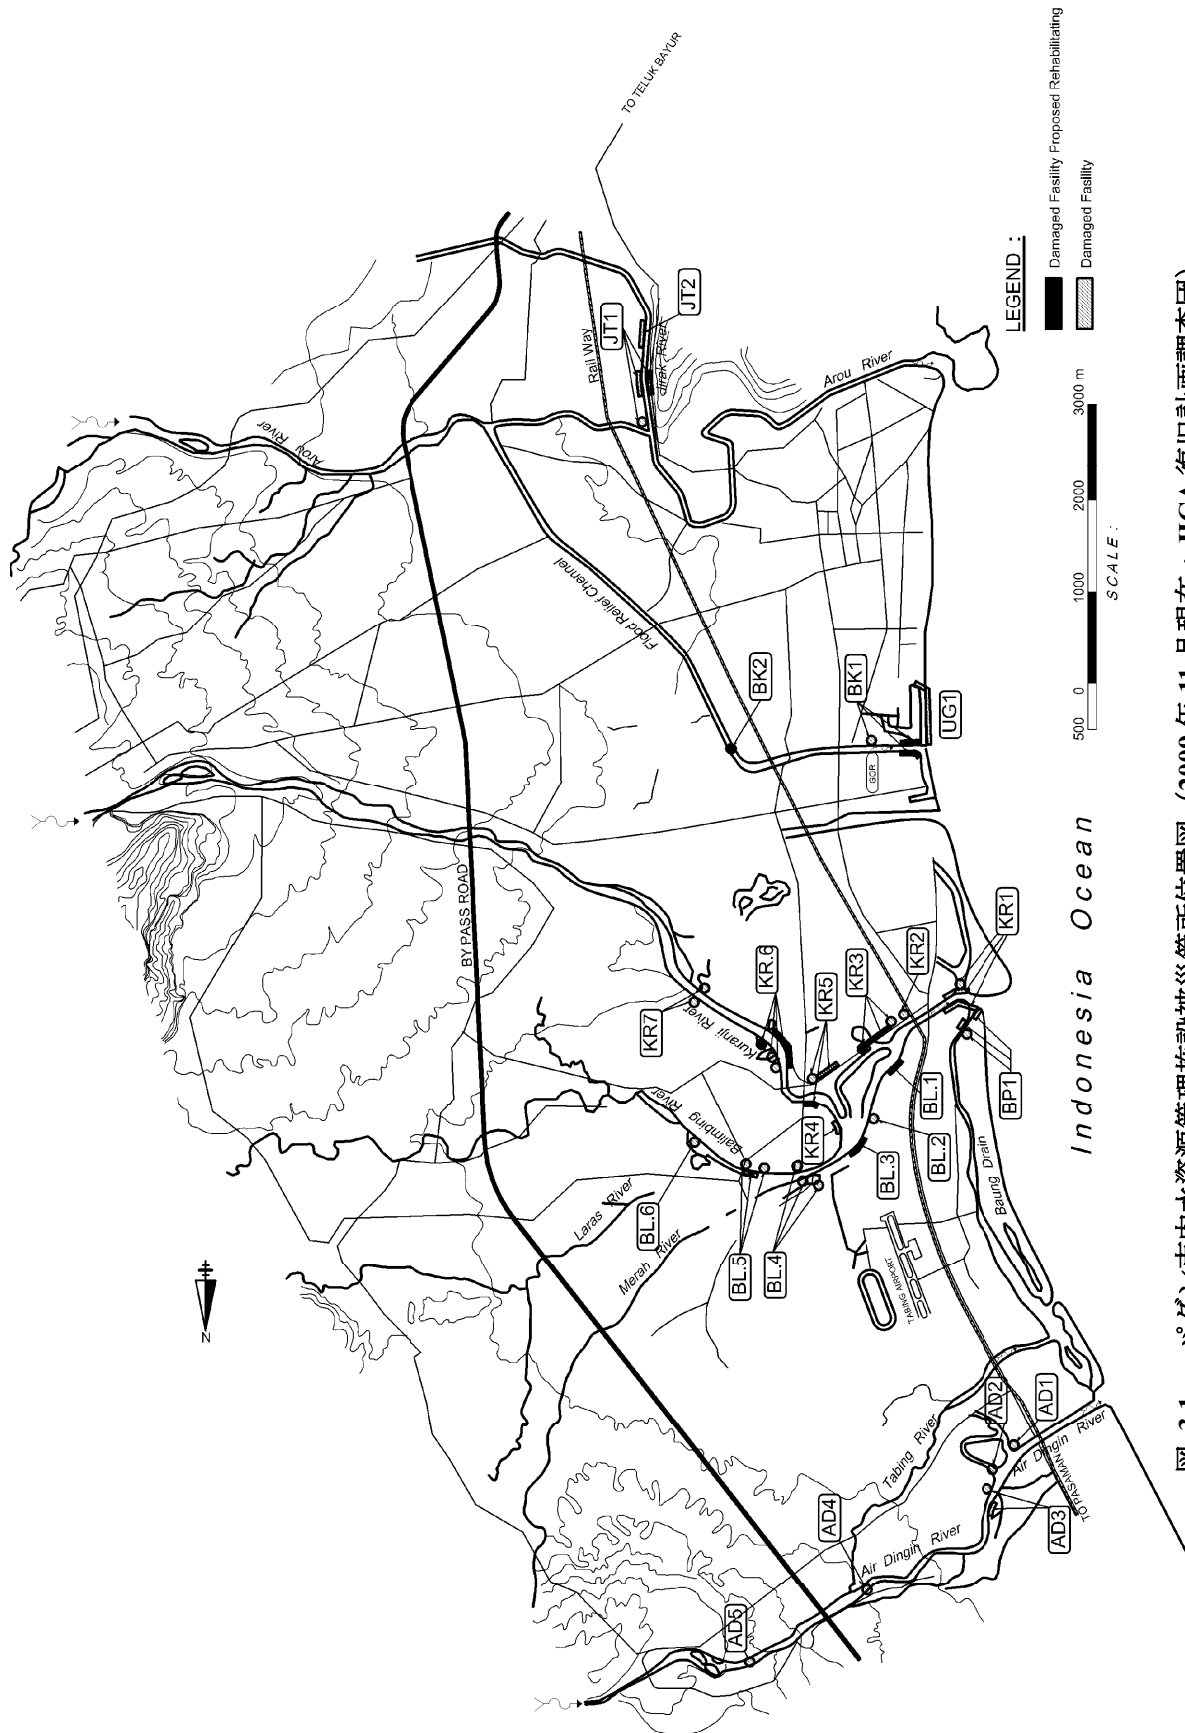 TO TELUK BAYUR
LEGEND :
Damaged Fasility Proposed Rehabilitating
Damaged Fasility
JT2
JT1
Rail Way
Jirak River
Arou River
Arou River
3000 m
2000
1000
0
500
SCALE :
Flood Relief Chennel
BK2
BK1
GOR
UG1
BY PASS ROAD
Indonesia Ocean
KR1
KR2
KR3
KR5
KR.6
KR7
Kuranji River
KR4
Balimbing River
BP1
BL.1
BL.2
BL.3
BL.4
BL.5
BL.6
Laras River
Merah River
Baung Drain
TABING AIRPORT
N
AD2
AD1
Tabing River
Air Dingin River
TO PASAMAN
AD3
AD4
Air Dingin River
AD5